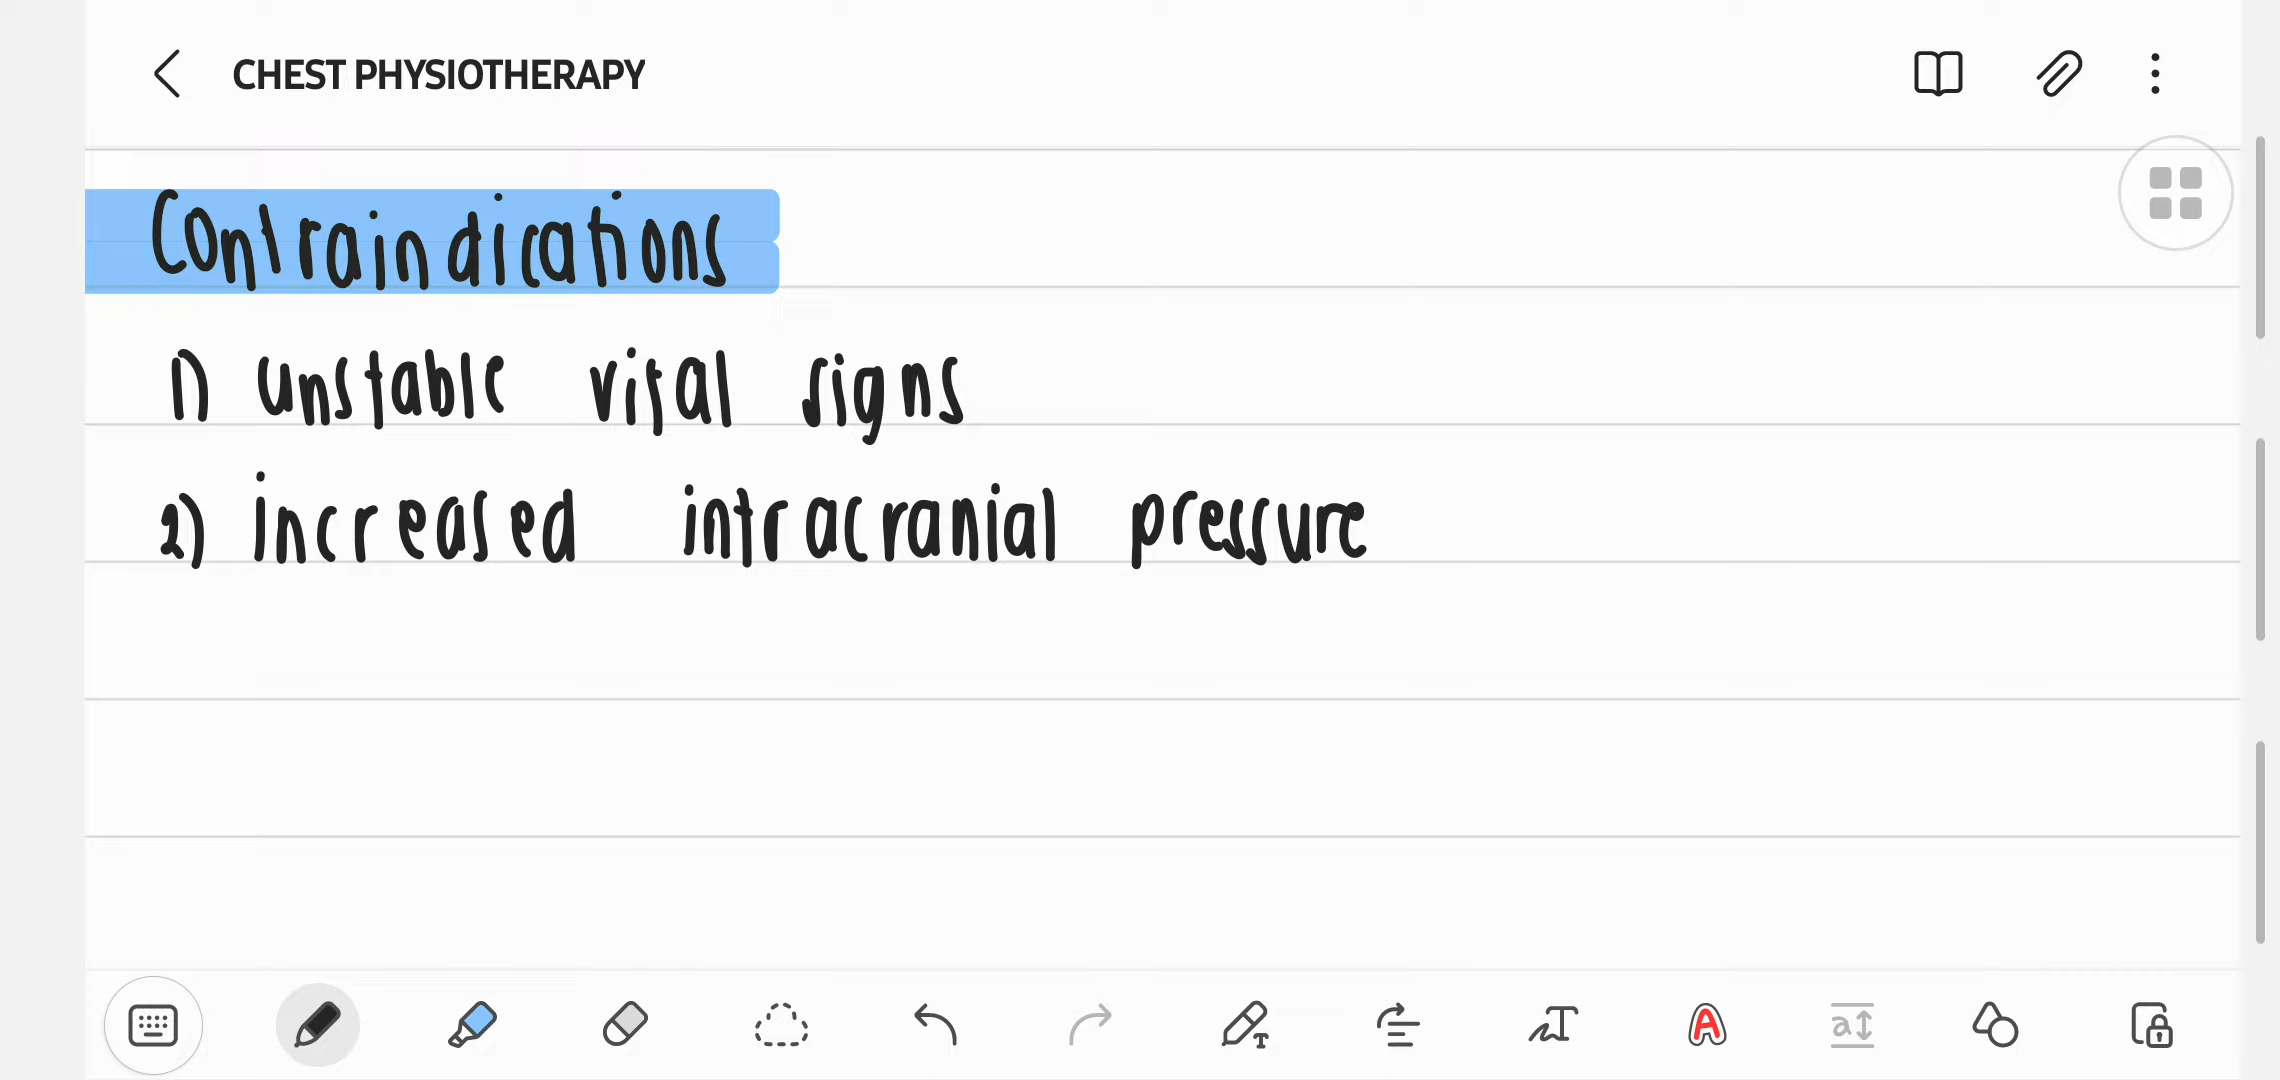 CHEST PHYSIOTHERAPY
Contraindications
1) unstable vital signs
2) increased intracranial pressure